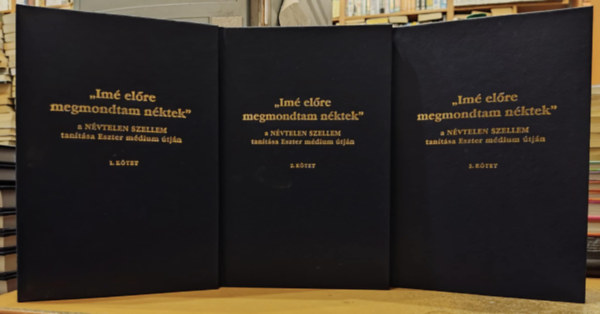 „Imé előre
megmondtam néktek”
a NÉVTELEN SZELLEM
tanítása Eszter médium útján
1. KÖTET
„Imé előre
megmondtam néktek”
a NÉVTELEN SZELLEM
tanítása Eszter médium útján
2. KÖTET
„Imé előre
megmondtam néktek”
a NÉVTELEN SZELLEM
tanítása Eszter médium útján
3. KÖTET